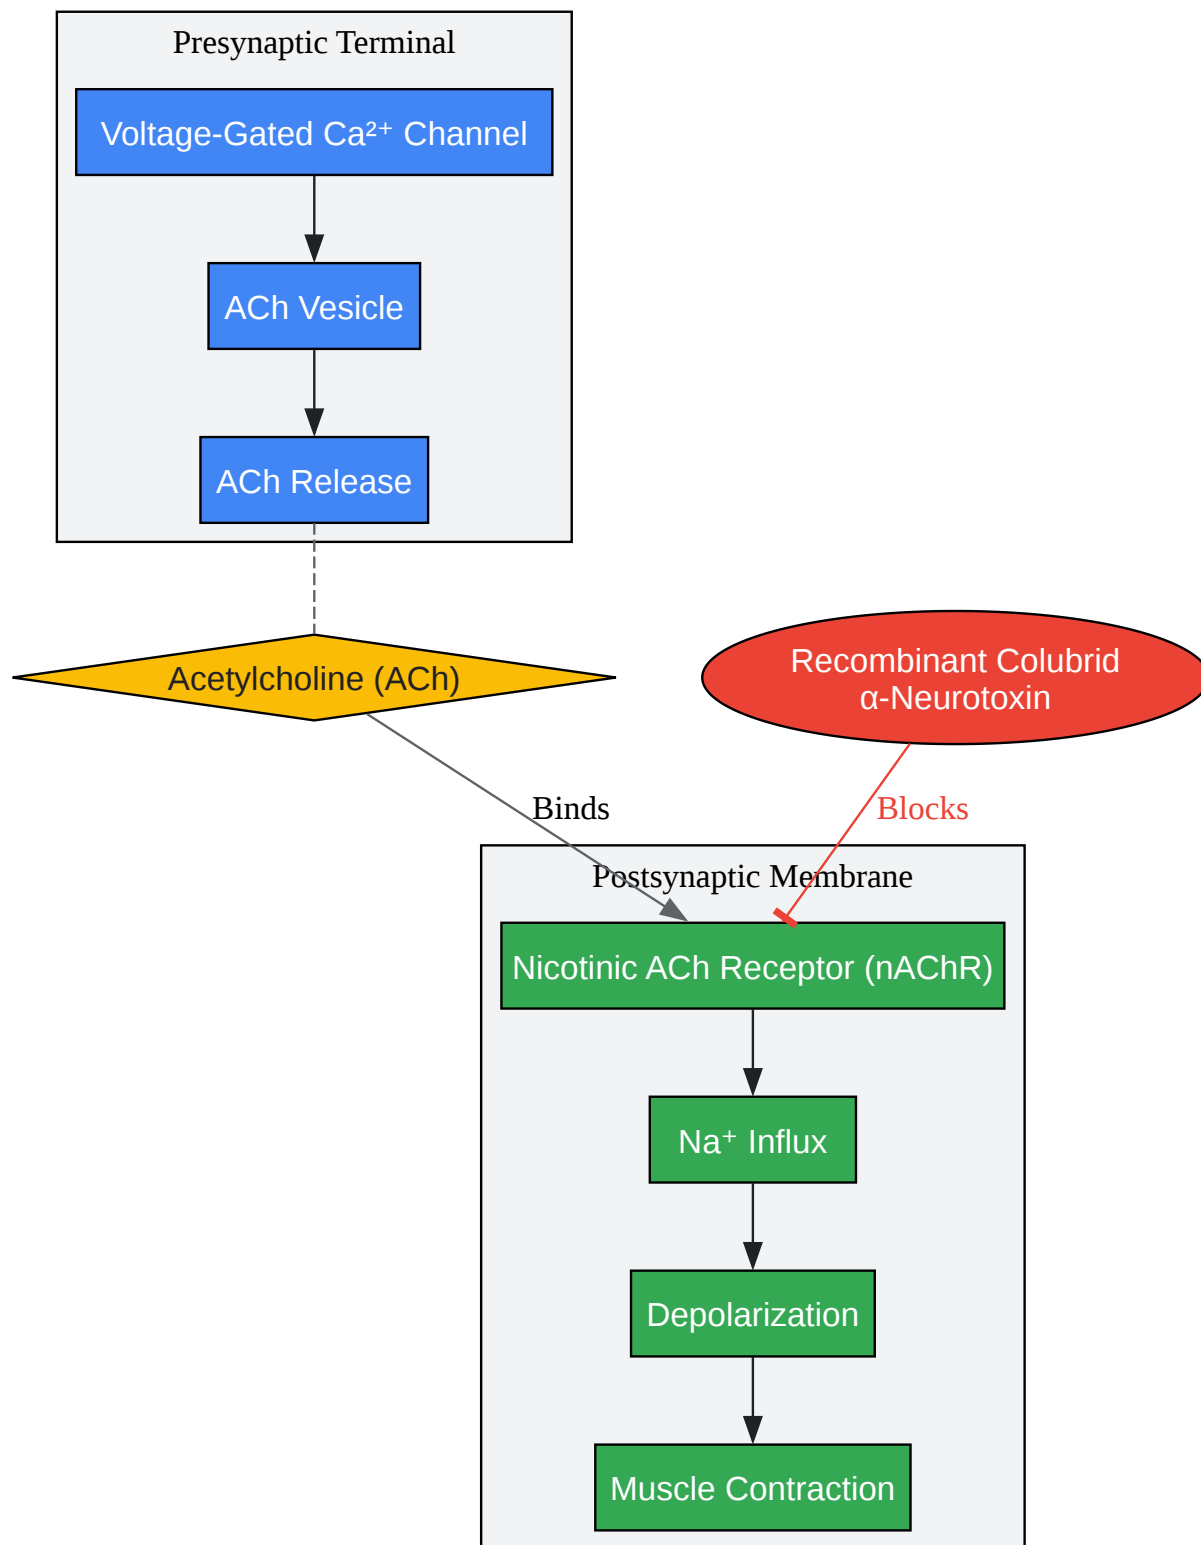 Presynaptic Terminal
Voltage-Gated Ca²⁺ Channel
ACh Vesicle
ACh Release
Acetylcholine (ACh)
Recombinant Colubrid
α-Neurotoxin
Binds
Blocks
Postsynaptic Membrane
Nicotinic ACh Receptor (nAChR)
Na⁺ Influx
Depolarization
Muscle Contraction